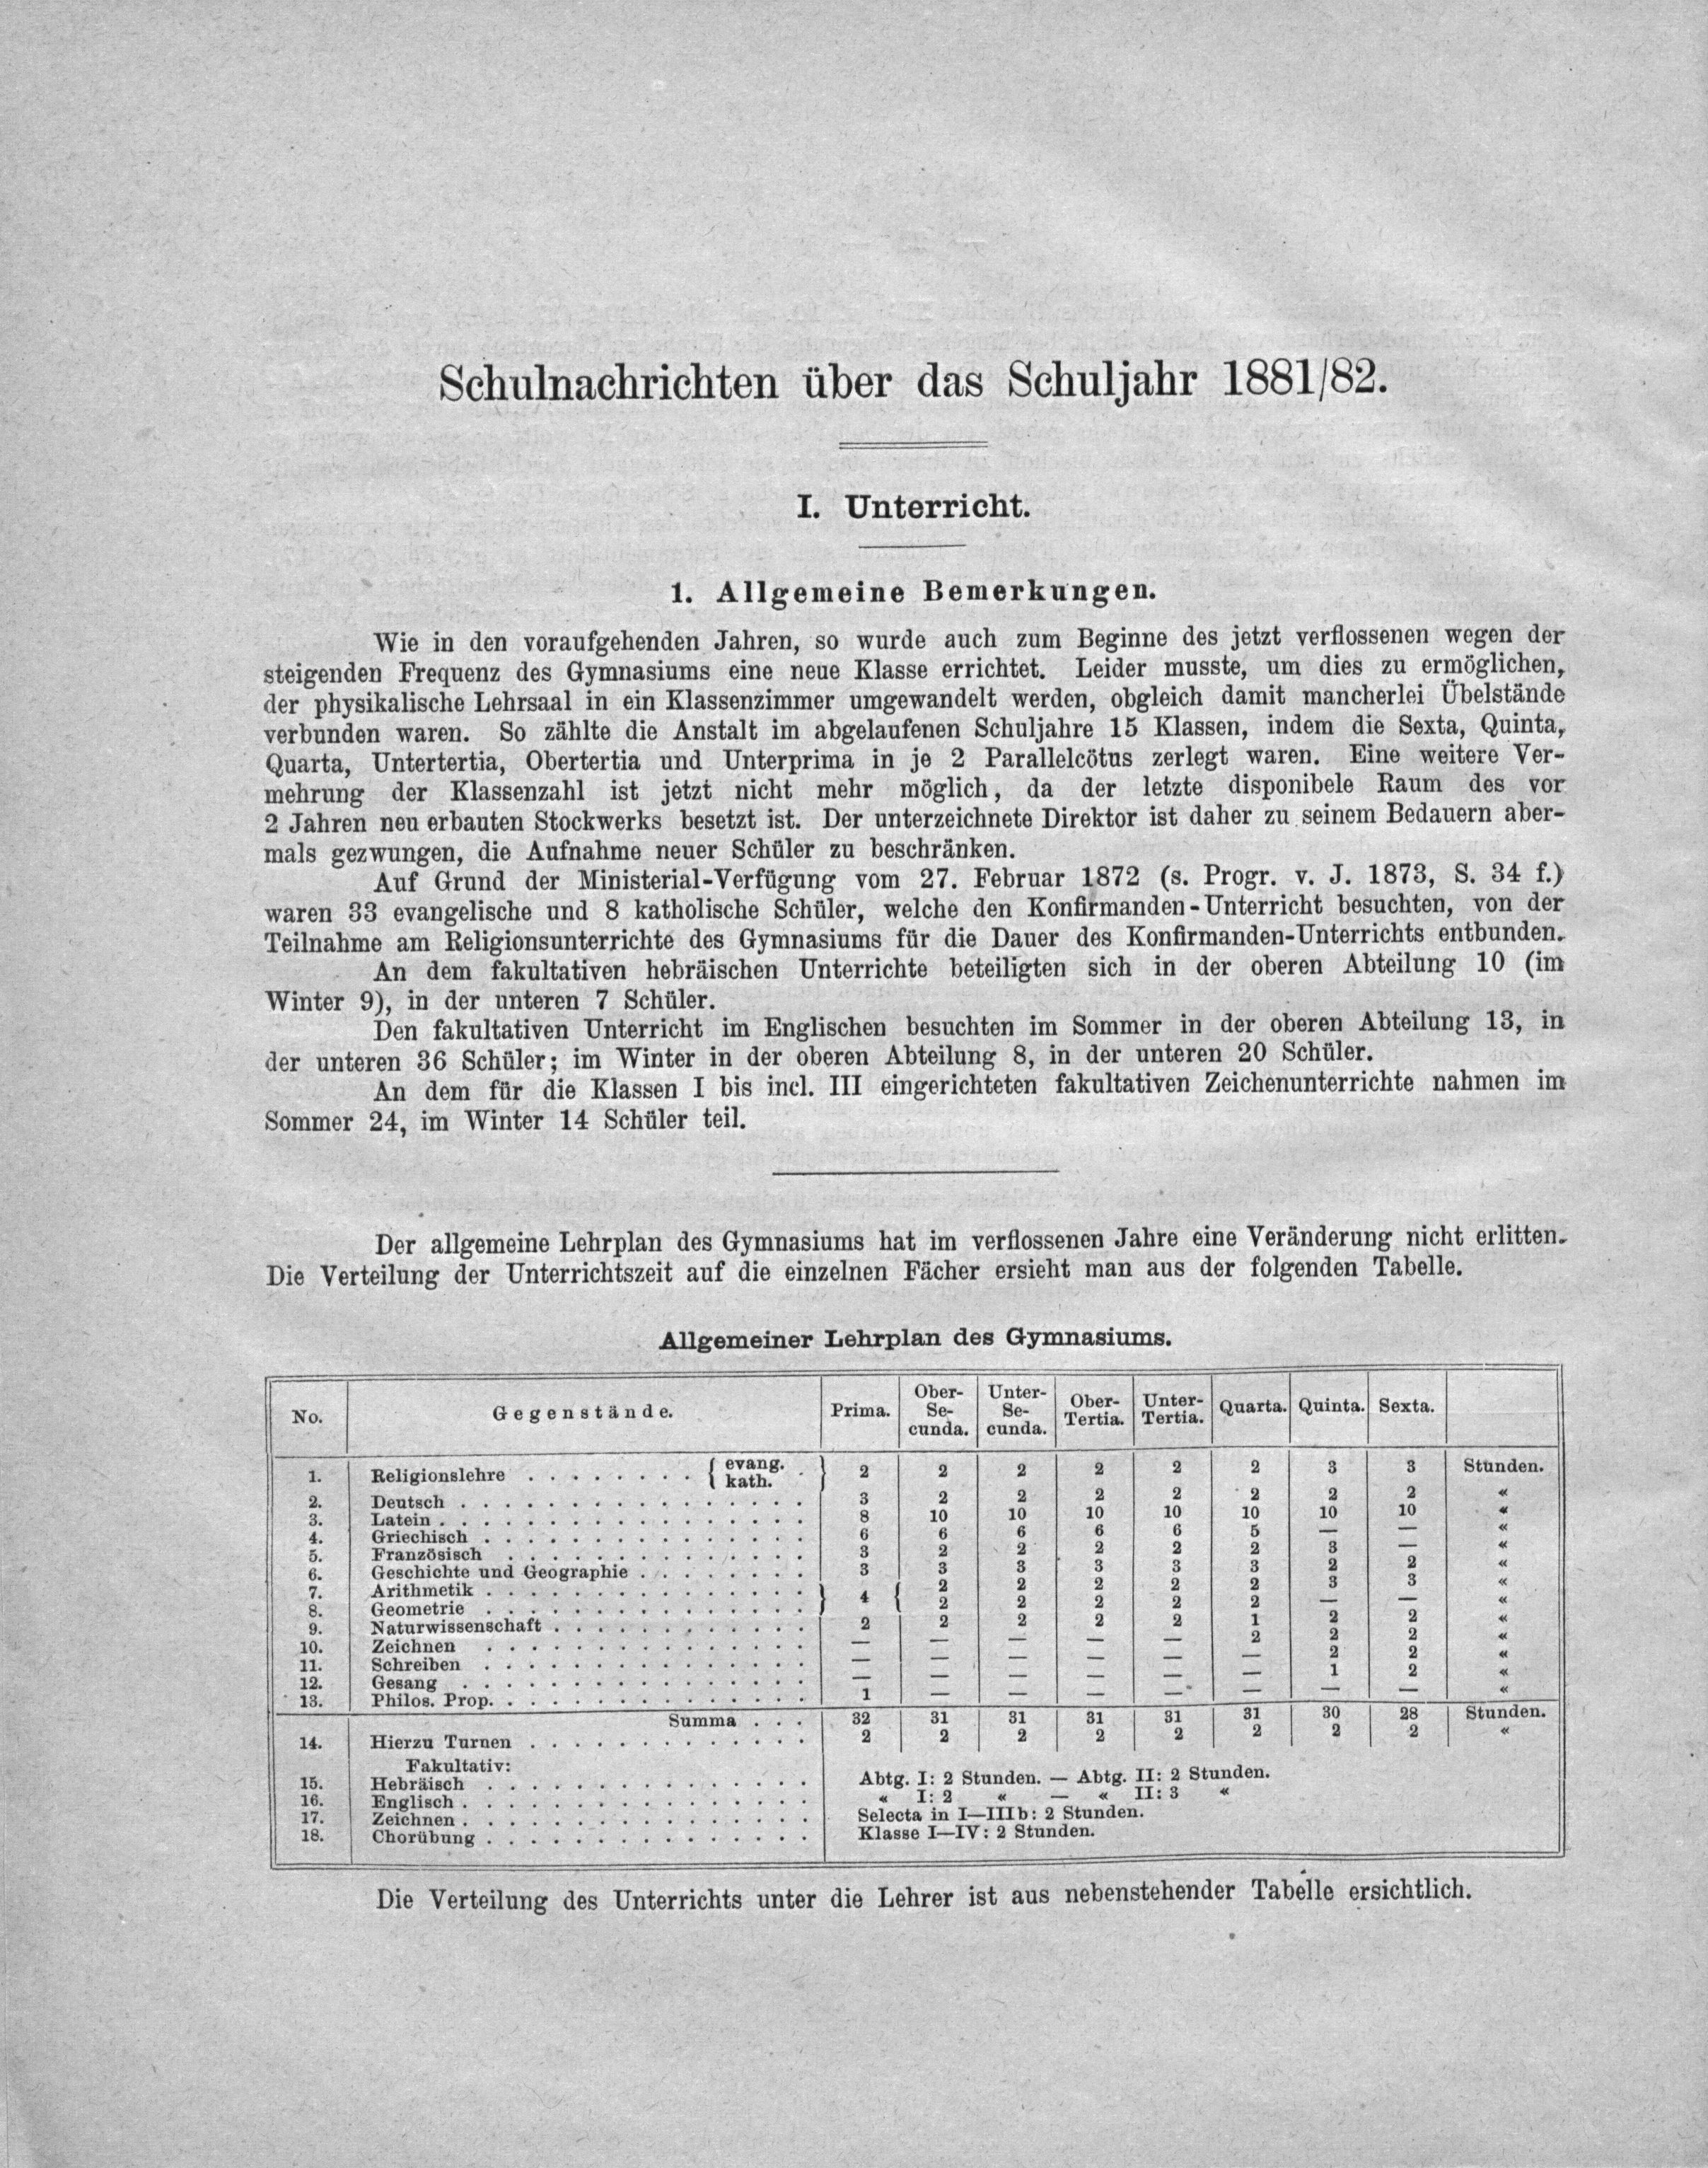 Schulnachrichten über das Schuljahr 1881/82.
I. Unterricht.
1. Allgemeine Bemerkungen.
Wie in den voraufgehenden Jahren, so wurde auch zum Beginne des jetzt verflossenen wegen der
steigenden Frequenz des Gymnasiums eine neue Klasse errichtet. Leider musste, um dies zu ermöglichen,
der physikalische Lehrsaal in ein Klassenzimmer umgewandelt werden, obgleich damit mancherlei Übelstände
verbunden waren. So zählte die Anstalt im abgelaufenen Schuljahre 15 Klassen, indem die Sexta, Quinta,
Quarta, Untertertia, Obertertia und Unterprima in je 2 Parallelcötus zerlegt waren. Eine weitere Ver-
mehrung der Klassenzahl ist jetzt nicht mehr möglich, da der letzte disponibele Raum des vor
2 Jahren neu erbauten Stockwerks besetzt ist. Der unterzeichnete Direktor ist daher zu seinem Bedauern aber-
mals gezwungen, die Aufnahme neuer Schüler zu beschränken.
Auf Grund der Ministerial-Verfügung vom 27. Februar 1872 (s. Progr. v. J. 1873, S. 34 f.)
waren 33 evangelische und 8 katholische Schüler, welche den Konfirmanden-Unterricht besuchten, von der
Teilnahme am Religionsunterrichte des Gymnasiums für die Dauer des Konfirmanden-Unterrichts entbunden.
An dem fakultativen hebräischen Unterrichte beteiligten sich in der oberen Abteilung 10 (im
Winter 9), in der unteren 7 Schüler.
Den fakultativen Unterricht im Englischen besuchten im Sommer in der oberen Abteilung 13, in
der unteren 36 Schüler; im Winter in der oberen Abteilung 8, in der unteren 20 Schüler.
An dem für die Klassen I bis incl. III eingerichteten fakultativen Zeichenunterrichte nahmen im
Sommer 24, im Winter 14 Schüler teil.
Der allgemeine Lehrplan des Gymnasiums hat im verflossenen Jahre eine Veränderung nicht erlitten.
Die Verteilung der Unterrichtszeit auf die einzelnen Fächer ersieht man aus der folgenden Tabelle.
Allgemeiner Lehrplan des Gymnasiums.
No. Gegenstände. Prima. Ober-Se-cunda. Unter-Se-cunda. Ober-Tertia. Unter-Tertia. Quarta. Quinta. Sexta.
1. Religionslehre . . . . . . . . { evang. kath. } 2 2 2 2 2 2 3 3 Stunden.
2. Deutsch . . . . . . . . 3 2 2 2 2 2 2 2 «
3. Latein . . . . . . . . 8 10 10 10 10 10 10 10 «
4. Griechisch . . . . . . . . 6 6 6 6 6 5 — — «
5. Französisch . . . . . . . . 3 2 2 2 2 2 3 — «
6. Geschichte und Geographie . . . . . . . . 3 3 3 3 3 3 2 2 «
7. Arithmetik . . . . . . . . } 4 { 2 2 2 2 2 3 3 «
8. Geometrie . . . . . . . . 2 2 2 2 2 — — «
9. Naturwissenschaft . . . . . . . . 2 2 2 2 2 1 2 2 «
10. Zeichnen . . . . . . . . — — — — — 2 2 2 «
11. Schreiben . . . . . . . . — — — — — — 2 2 «
12. Gesang . . . . . . . . — — — — — — 1 2 «
13. Philos. Prop. . . . . . . . . 1 — — — — — — — «
Summa . . . 32 31 31 31 31 31 30 28 Stunden.
14. Hierzu Turnen . . . . . . . . 2 2 2 2 2 2 2 2 «
Fakultativ:
15. Hebräisch . . . . . . . . Abtg. I: 2 Stunden. — Abtg. II: 2 Stunden.
16. Englisch . . . . . . . . « I: 2 « — « II: 3 «
17. Zeichnen . . . . . . . . Selecta in I—IIIb: 2 Stunden.
18. Chorübung . . . . . . . . Klasse I—IV: 2 Stunden.
Die Verteilung des Unterrichts unter die Lehrer ist aus nebenstehender Tabelle ersichtlich.